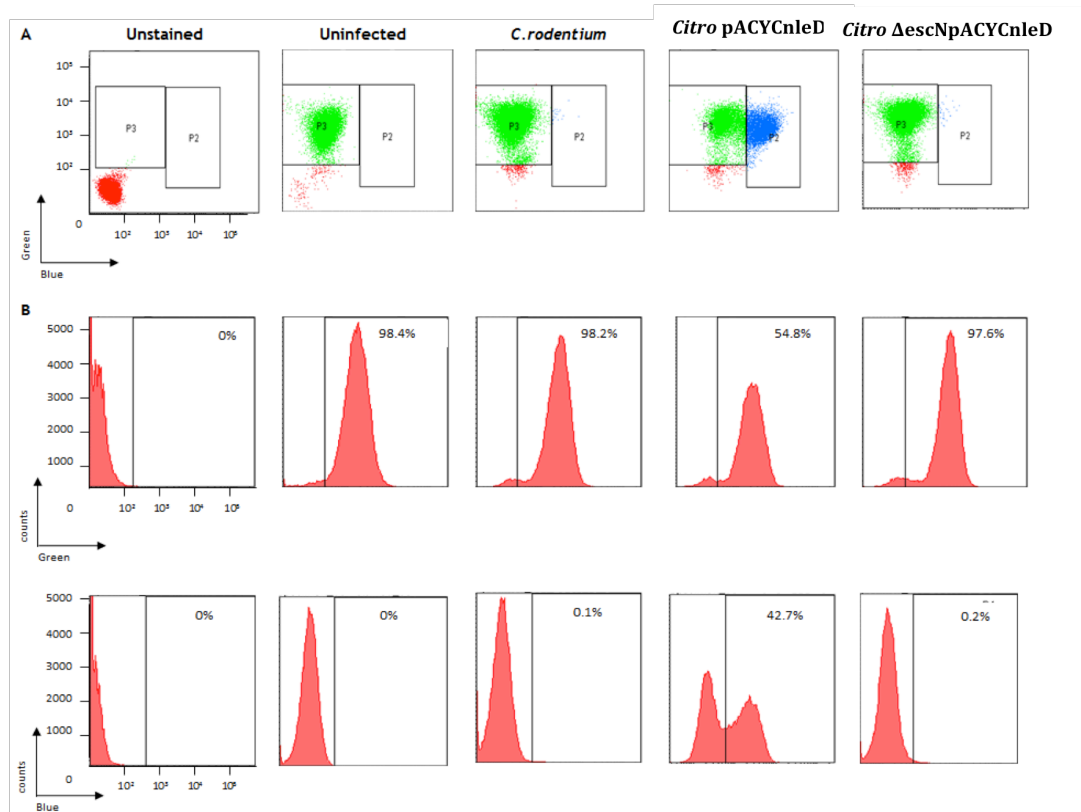 A
Unstained
Uninfected
C.rodentium
Citro pACYCnleD
Citro ΔescNpACYCnleD
10⁵
10⁴
10³
10²
P3
P2
P3
P2
P3
P2
P3
P2
P3
P2
0
10² 10³ 10⁴ 10⁵
Green
Blue
B
5000
4000
3000
2000
1000
0
0%
98.4%
98.2%
54.8%
97.6%
10² 10³ 10⁴ 10⁵
counts
Green
5000
4000
3000
2000
1000
0
0%
0%
0.1%
42.7%
0.2%
10² 10³ 10⁴ 10⁵
counts
Blue